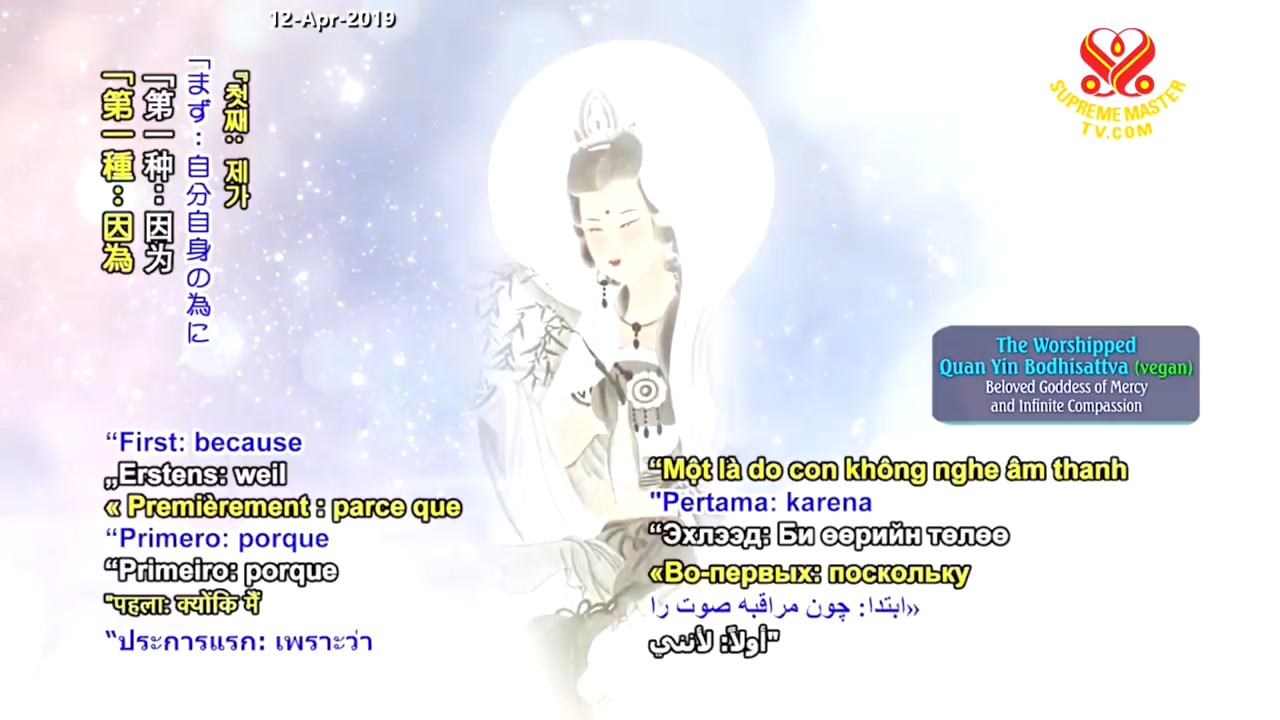 12-Apr-2019
SUPREME MASTER
TV.COM
「第一種：因為
「第一种：因为
「まず：自分自身の為に
『첫째: 제가
The Worshipped
Quan Yin Bodhisattva (vegan)
Beloved Goddess of Mercy
and Infinite Compassion
“First: because
„Erstens: weil
« Premièrement : parce que
“Primero: porque
“Primeiro: porque
"पहला: क्योंकि मैं
“ประการแรก: เพราะว่า
“Một là do con không nghe âm thanh
"Pertama: karena
“Эхлээд: Би өөрийн төлөө
«Во-первых: поскольку
«ابتدا: چون مراقبه صوت را
"أولاً: لأنني